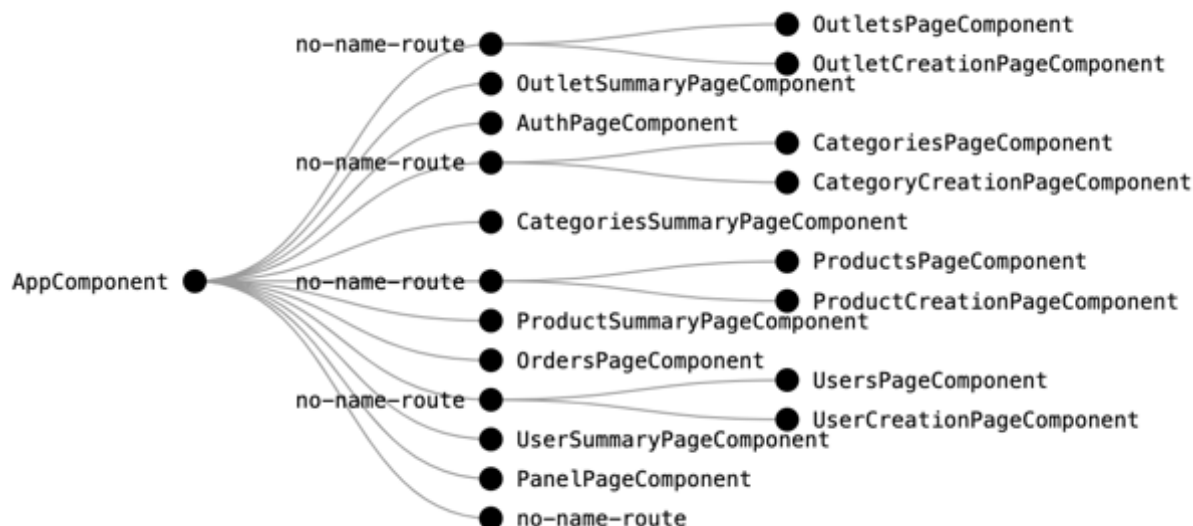 OutletsPageComponent
no-name-route
OutletCreationPageComponent
OutletSummaryPageComponent
AuthPageComponent
CategoriesPageComponent
no-name-route
CategoryCreationPageComponent
CategoriesSummaryPageComponent
ProductsPageComponent
AppComponent
no-name-route
ProductCreationPageComponent
ProductSummaryPageComponent
OrdersPageComponent
UsersPageComponent
no-name-route
UserCreationPageComponent
UserSummaryPageComponent
PanelPageComponent
no-name-route